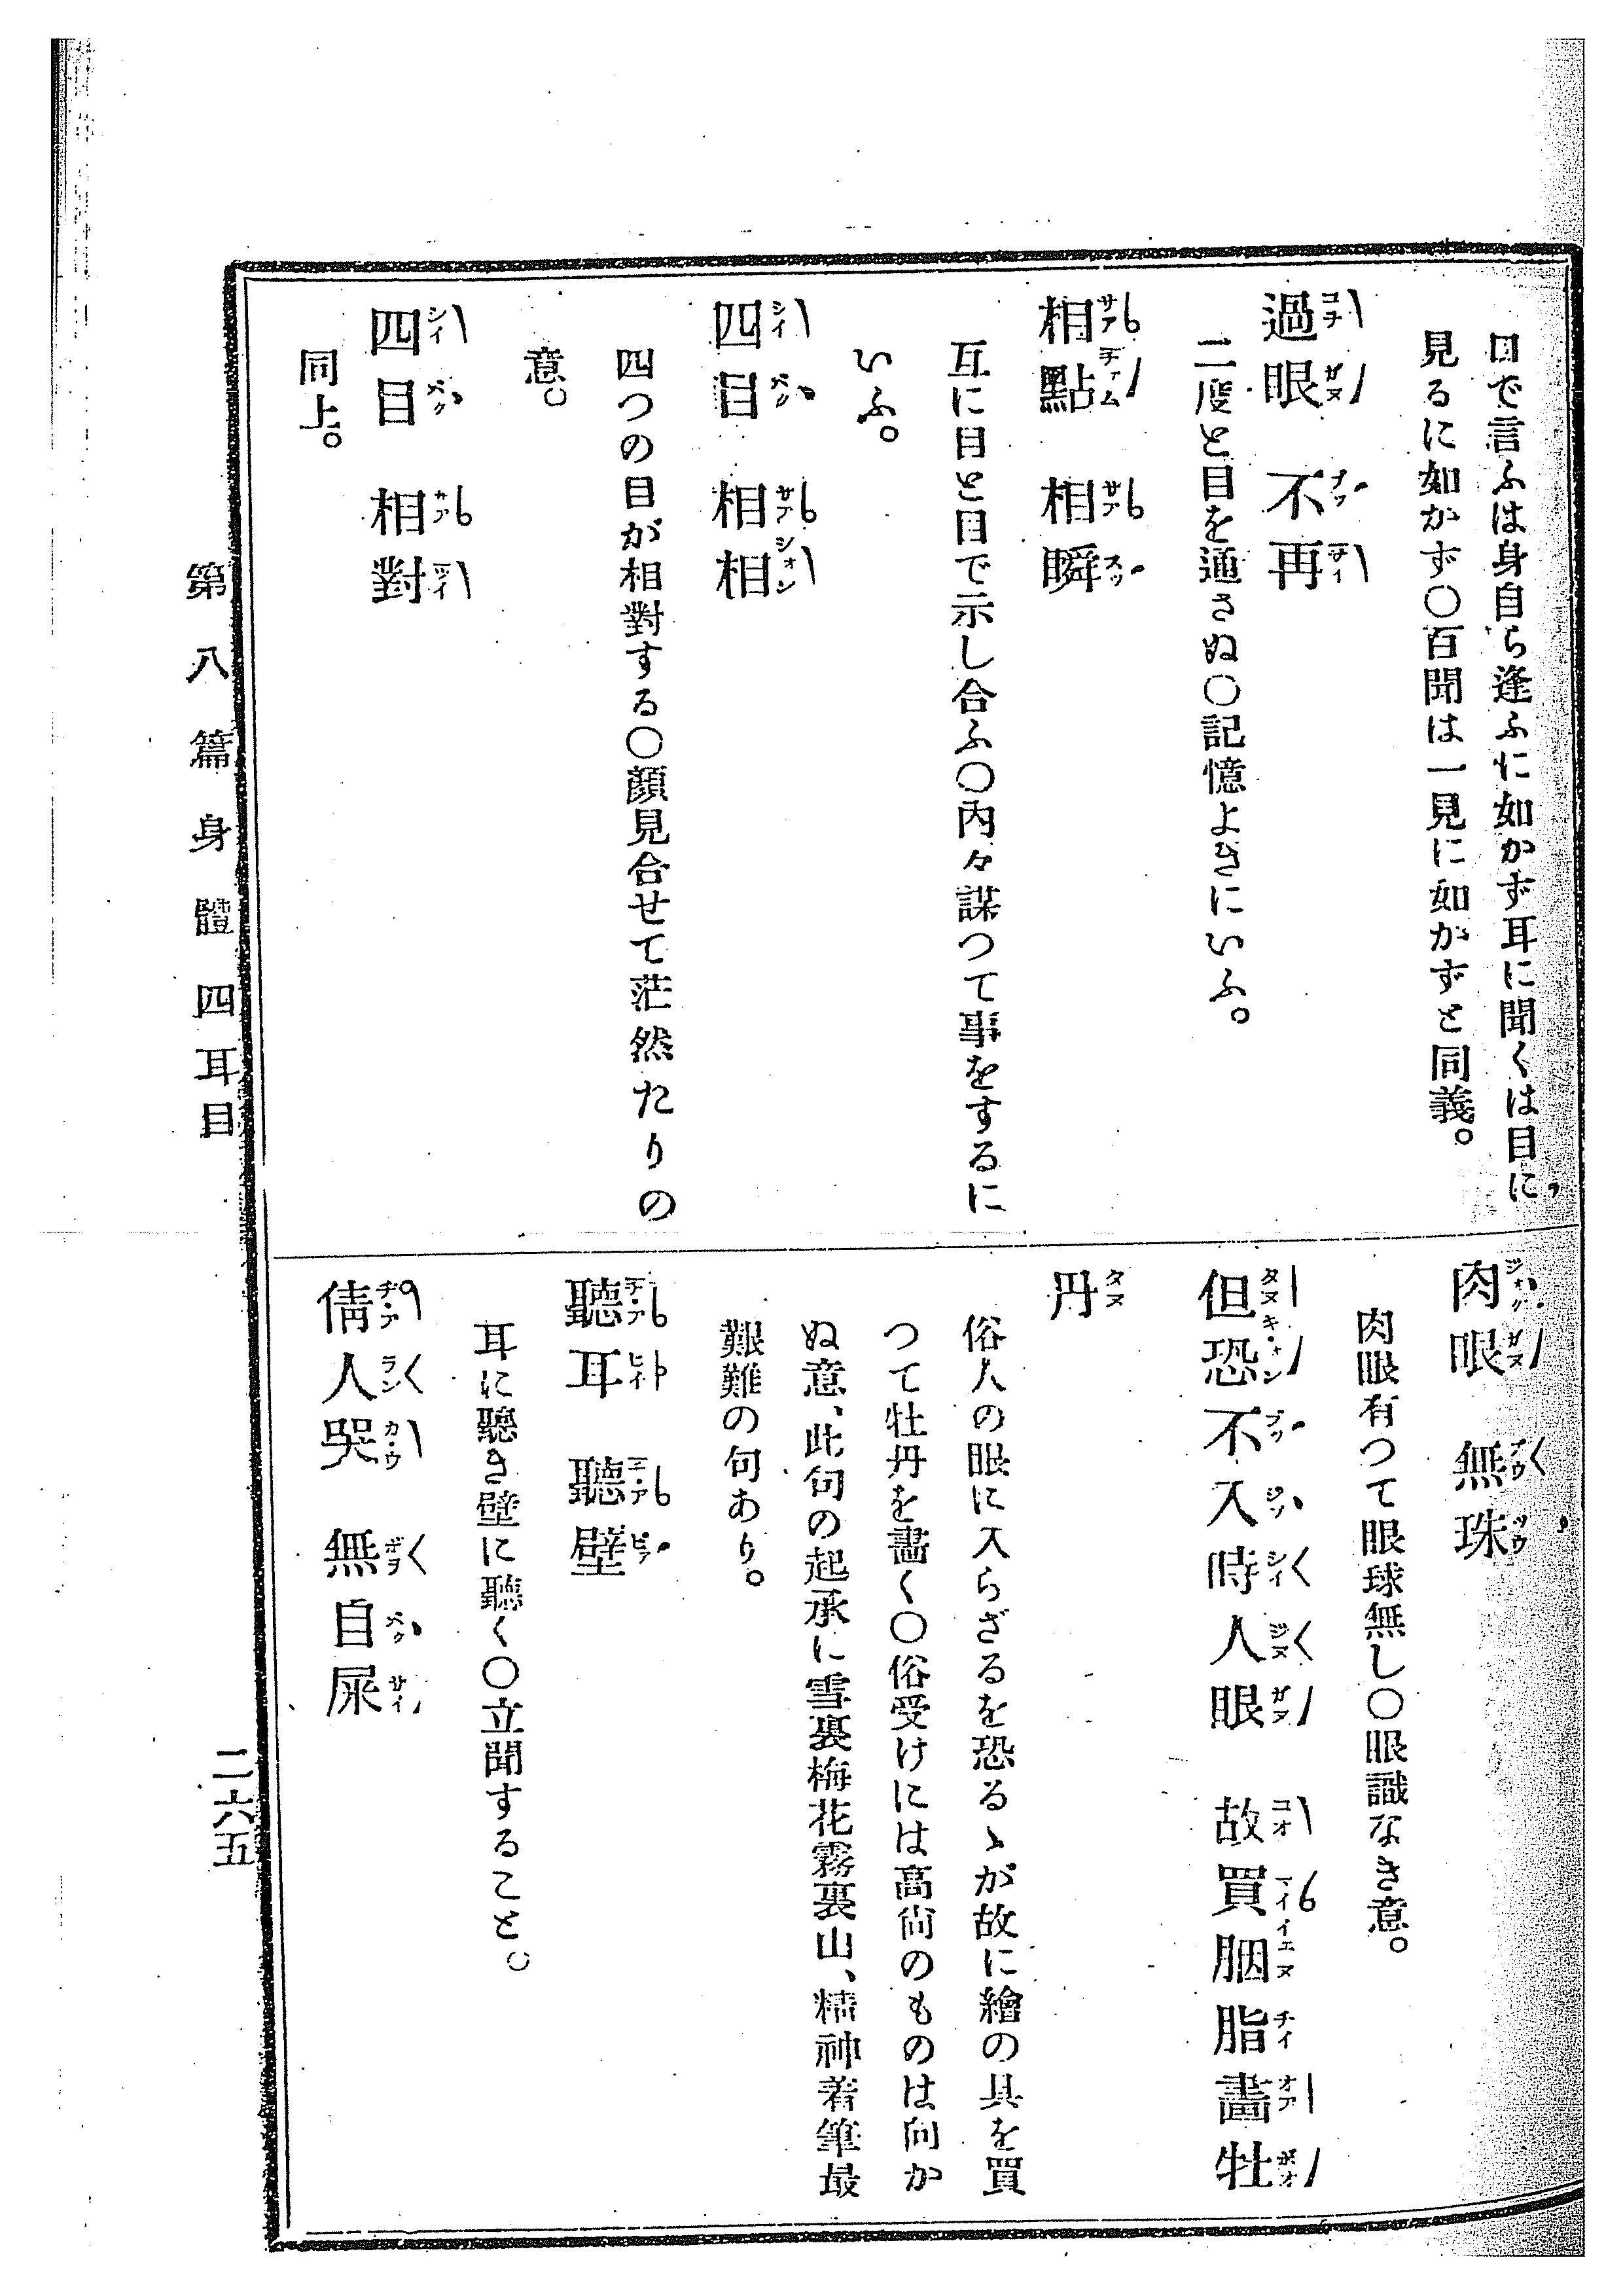 口で言ふは身自ら逢ふに如かず耳に聞くは目に
見るに如かず〇百聞は一見に如かずと同義。
過眼 不再
二度と目を通さぬ〇記憶よきにいふ。
相點 相瞬
互に目と目で示し合ふ〇內々謀つて事をするに
いふ。
四目 相相
四つの目が相對する〇顏見合せて茫然たりの
意。
四目 相對
同上。
肉眼 無珠
肉眼有つて眼球無し〇眼識なき意。
但恐不入時人眼 故買胭脂畵牡
丹
俗人の眼に入らざるを恐るゝが故に繪の具を買
つて牡丹を畵く〇俗受けには高尙のものは向か
ぬ意、此句の起承に雪裏梅花霧裏山、精神着筆最
艱難の句あり。
聽耳 聽壁
耳に聽き壁に聽く〇立聞すること。
倩人哭 無目屎
第八篇 身體 四耳目
二六五